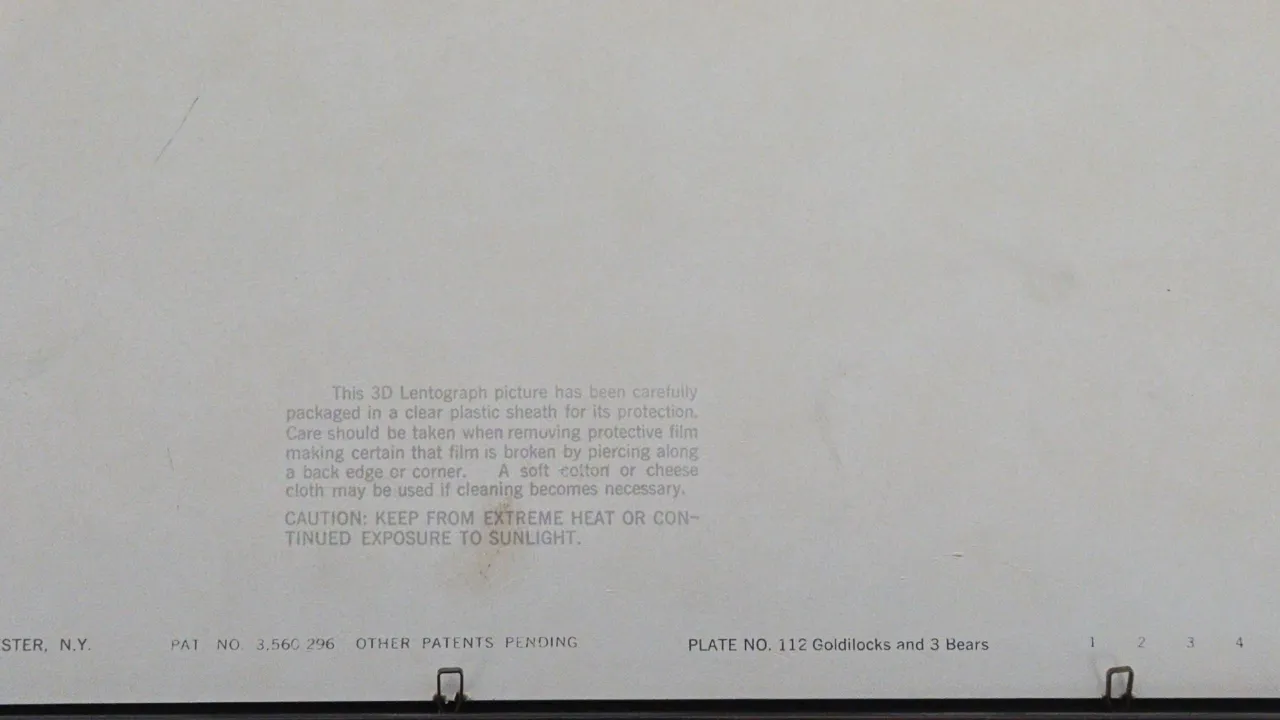 This 3D Lentograph picture has been carefully
packaged in a clear plastic sheath for its protection.
Care should be taken when removing protective film
making certain that film is broken by piercing along
a back edge or corner. A soft cotton or cheese
cloth may be used if cleaning becomes necessary.
CAUTION: KEEP FROM EXTREME HEAT OR CON-
TINUED EXPOSURE TO SUNLIGHT.
STER, N.Y. PAT NO. 3,560 296 OTHER PATENTS PENDING PLATE NO. 112 Goldilocks and 3 Bears 1 2 3 4